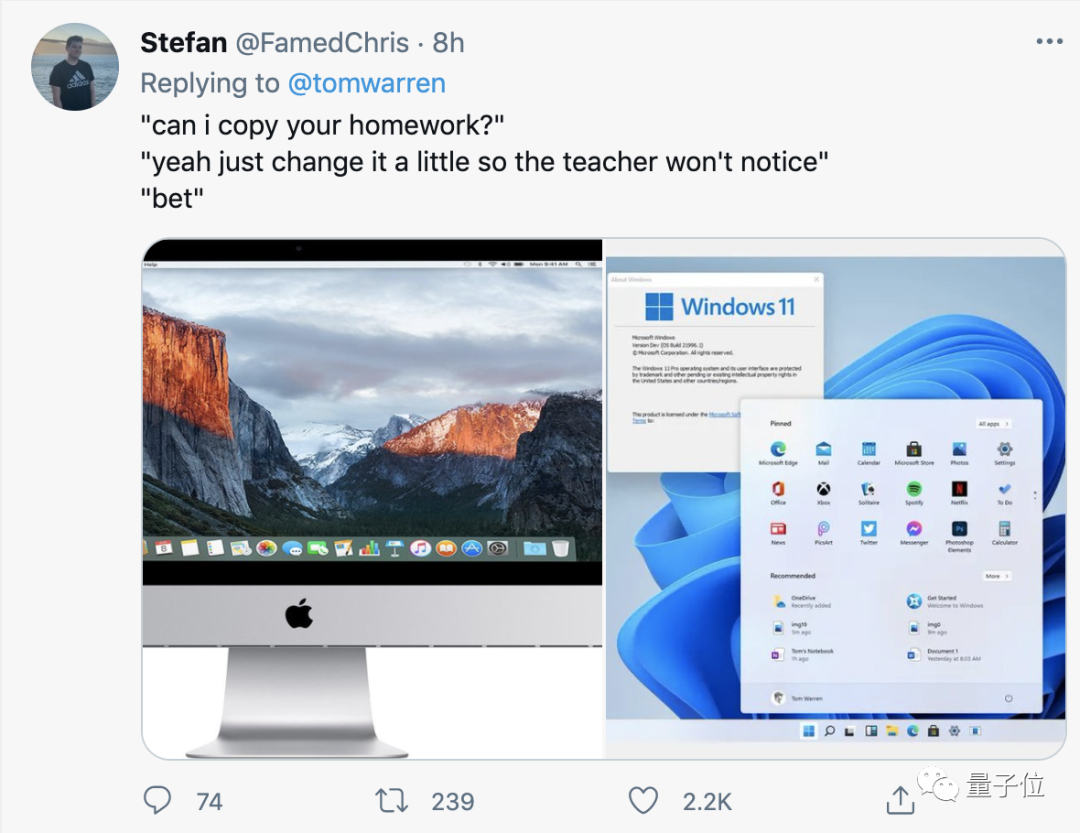 Stefan @FamedChris · 8h
Replying to @tomwarren
"can i copy your homework?"
"yeah just change it a little so the teacher won't notice"
"bet"
Help
Mon 9:41 AM
8
About Windows
Windows 11
Microsoft Windows
Version Dev (OS Build 21996.1)
© Microsoft Corporation. All rights reserved.
The Windows 11 Pro operating system and its user interface are protected
by trademark and other pending or existing intellectual property rights in
the United States and other countries/regions.
This product is licensed under the Microsoft Soft
Terms to:
Pinned
All apps >
Microsoft Edge Mail Calendar Microsoft Store Photos Settings
Office Xbox Solitaire Spotify Netflix To Do
News PicsArt Twitter Messenger Photoshop Elements Calculator
Recommended
More >
OneDrive
Recently added
Get Started
Welcome to Windows
img19
5m ago
img0
9m ago
Tom's Notebook
1h ago
Document 1
Yesterday at 8:03 AM
Tom Warren
74 239 2.2K
量子位